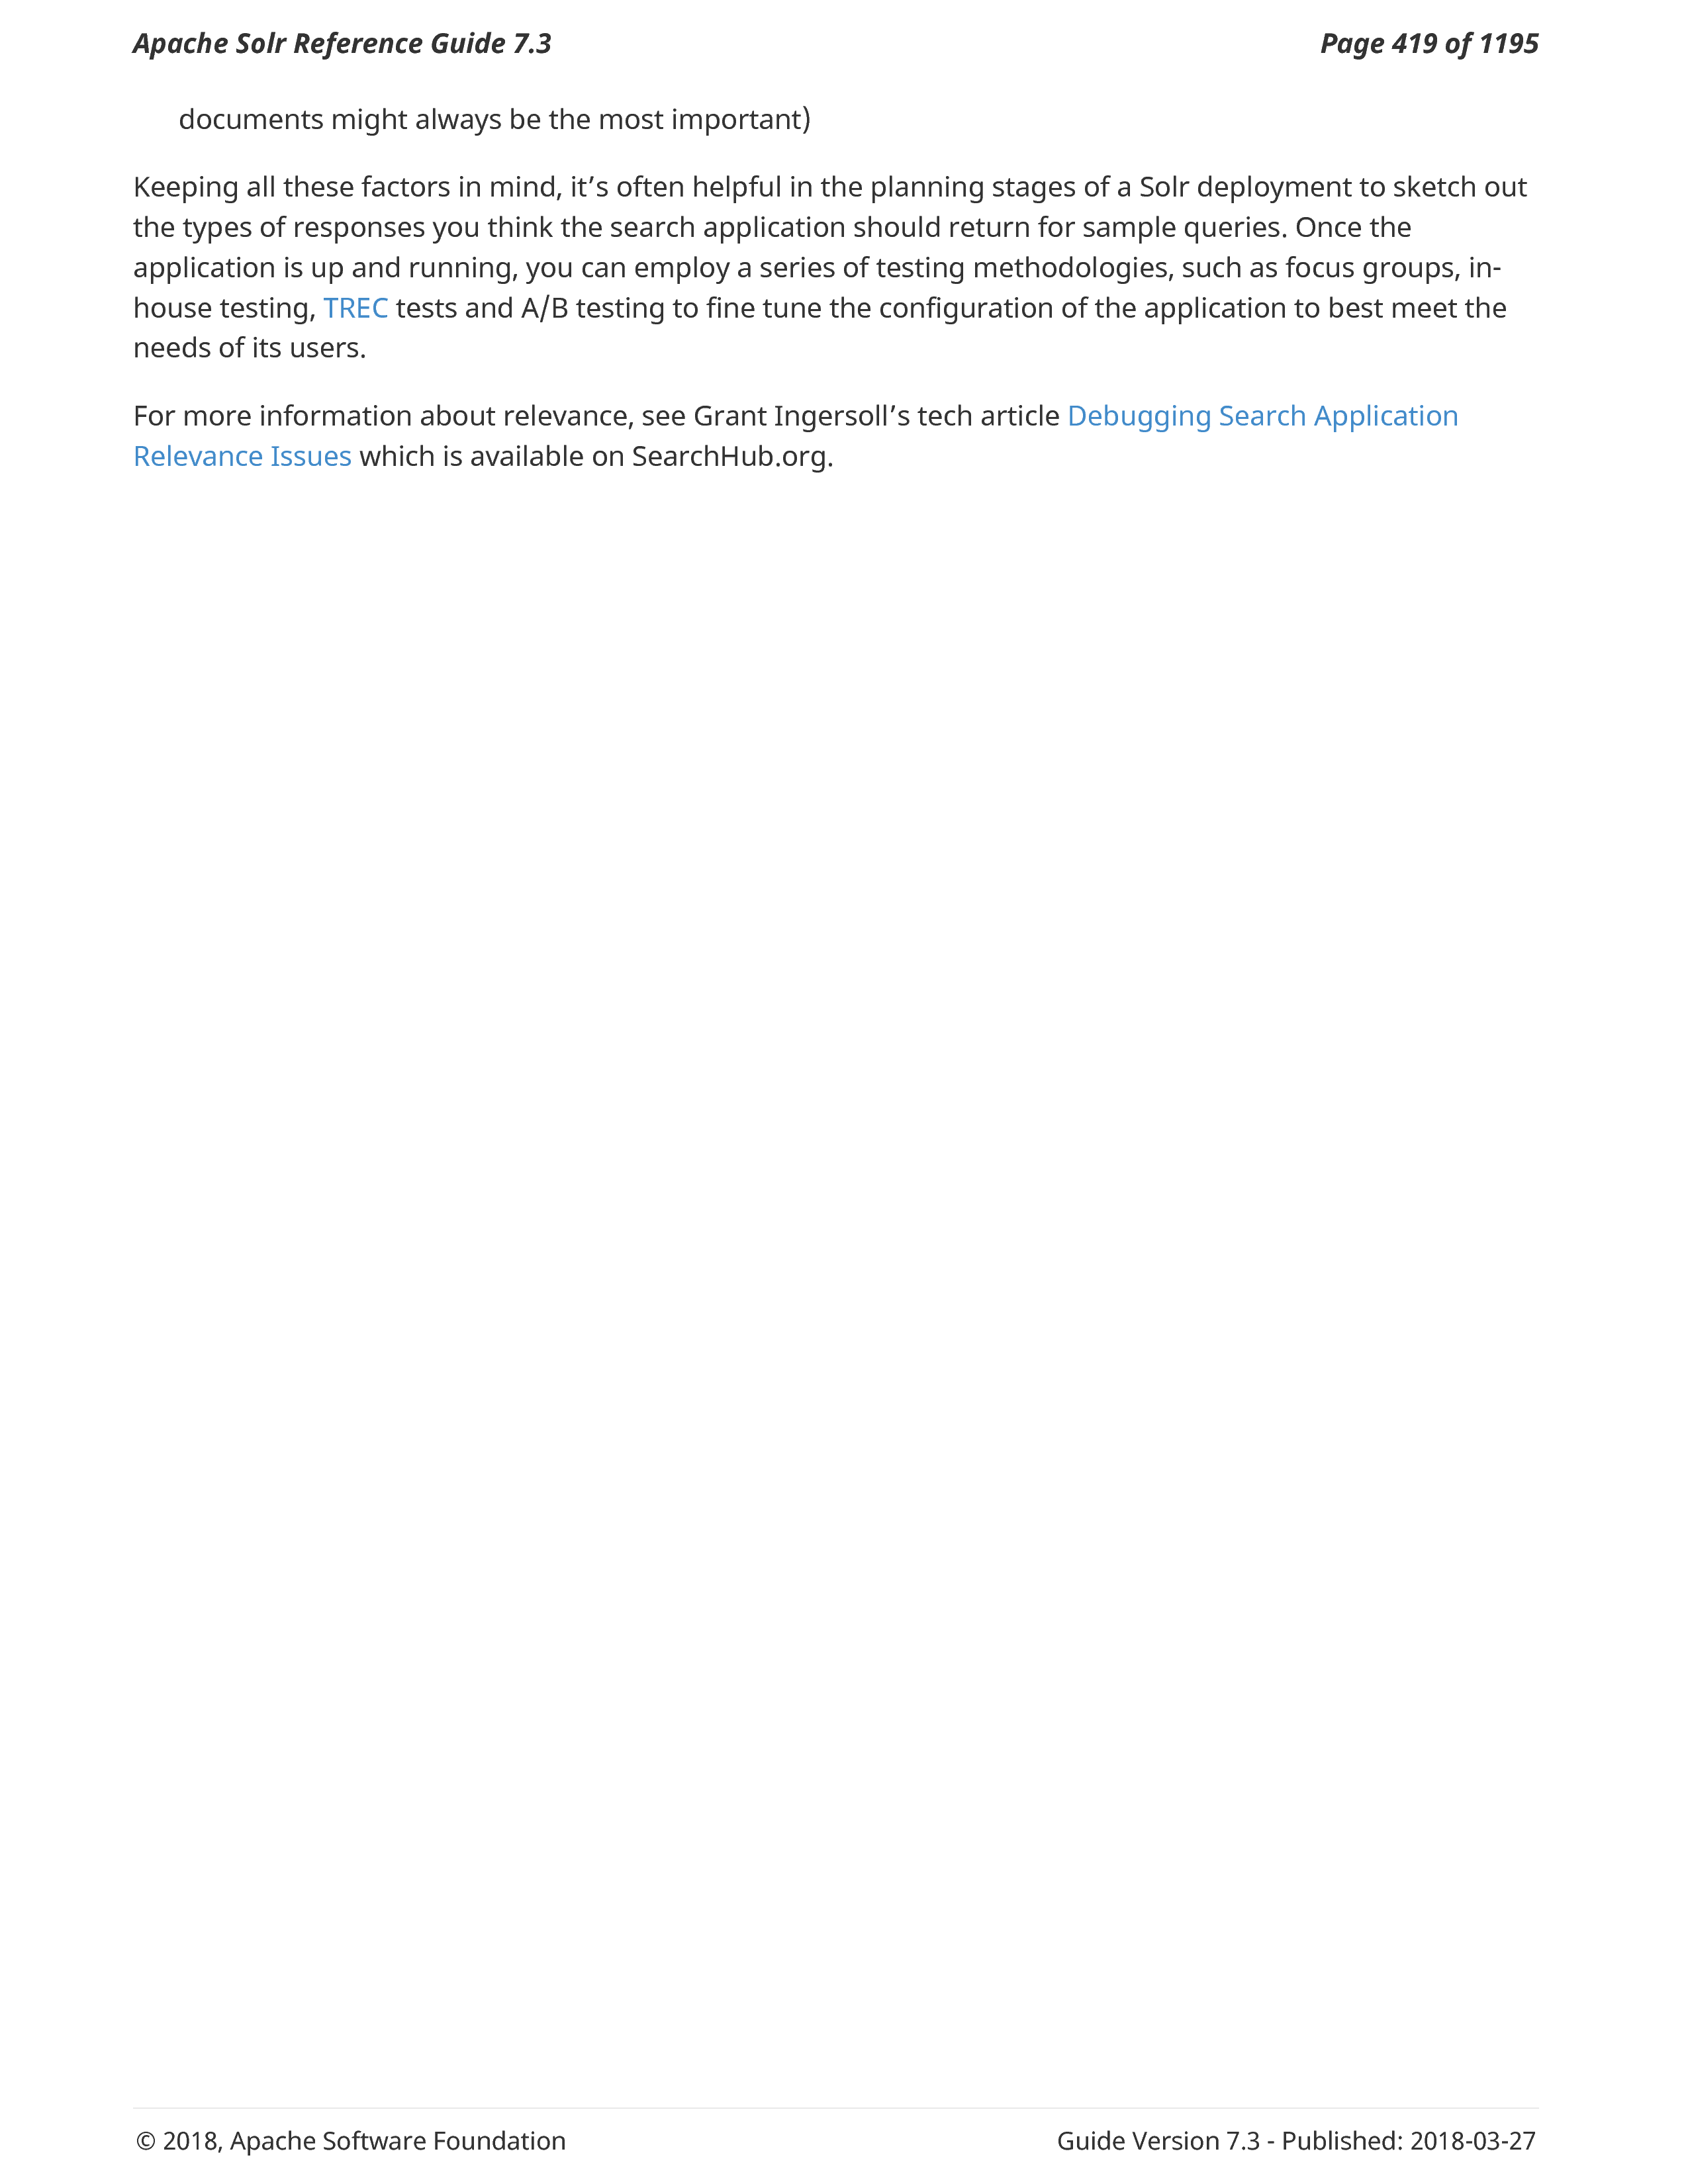 Apache Solr Reference Guide 7.3 Page 419 of 1195
documents might always be the most important)
Keeping all these factors in mind, it’s often helpful in the planning stages of a Solr deployment to sketch out
the types of responses you think the search application should return for sample queries. Once the
application is up and running, you can employ a series of testing methodologies, such as focus groups, in-
house testing, TREC tests and A/B testing to fine tune the configuration of the application to best meet the
needs of its users.
For more information about relevance, see Grant Ingersoll’s tech article Debugging Search Application
Relevance Issues which is available on SearchHub.org.
© 2018, Apache Software Foundation Guide Version 7.3 - Published: 2018-03-27